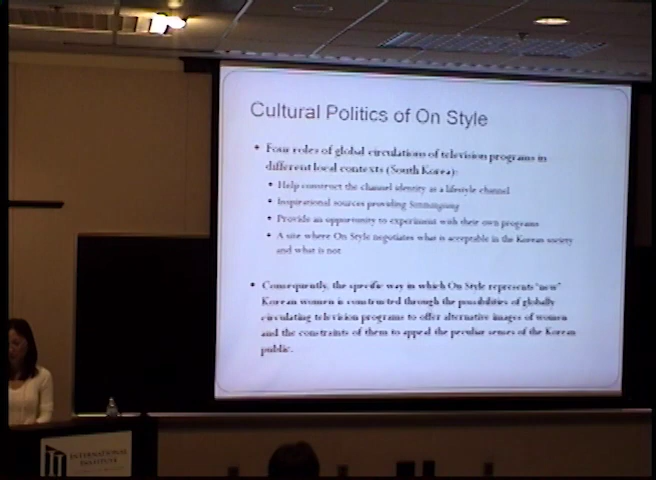 Cultural Politics of On Style
• Four roles of global circulations of television programs in
different local contexts (South Korea):
• Help construct the channel identity as a lifestyle channel
• Inspirational sources providing
• Provide an opportunity to experiment with their own programs
• A site where On Style negotiates what is acceptable in the Korean society
and what is not
• Consequently, the specific way in which On Style represents "new"
Korean women is constructed through the possibilities of globally
circulating television programs to offer alternative images of women
and the constraints of them to appeal the peculiar senses of the Korean
public.
INTERNATIONAL
INSTITUTE